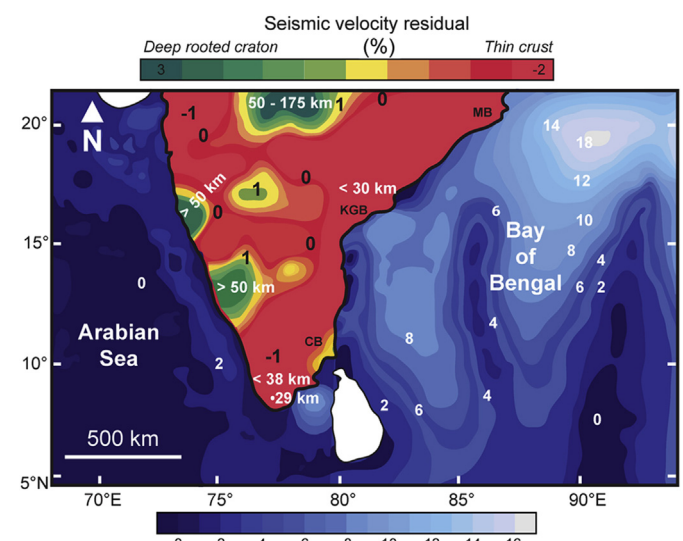 Seismic velocity residual
Deep rooted craton (%) Thin crust
3 -2
50 - 175 km 1 0
-1 MB 14
20° 0 18
N
> 50 km 1 0 < 30 km 12
0 KGB 6 10
15° 0 Bay 8
1 of 4
0 > 50 km Bengal 6 2
Arabian 4
Sea CB 8
10° 2 -1
< 38 km 4
•29 km 2 6 0
500 km
5°N
70°E 75° 80° 85° 90°E